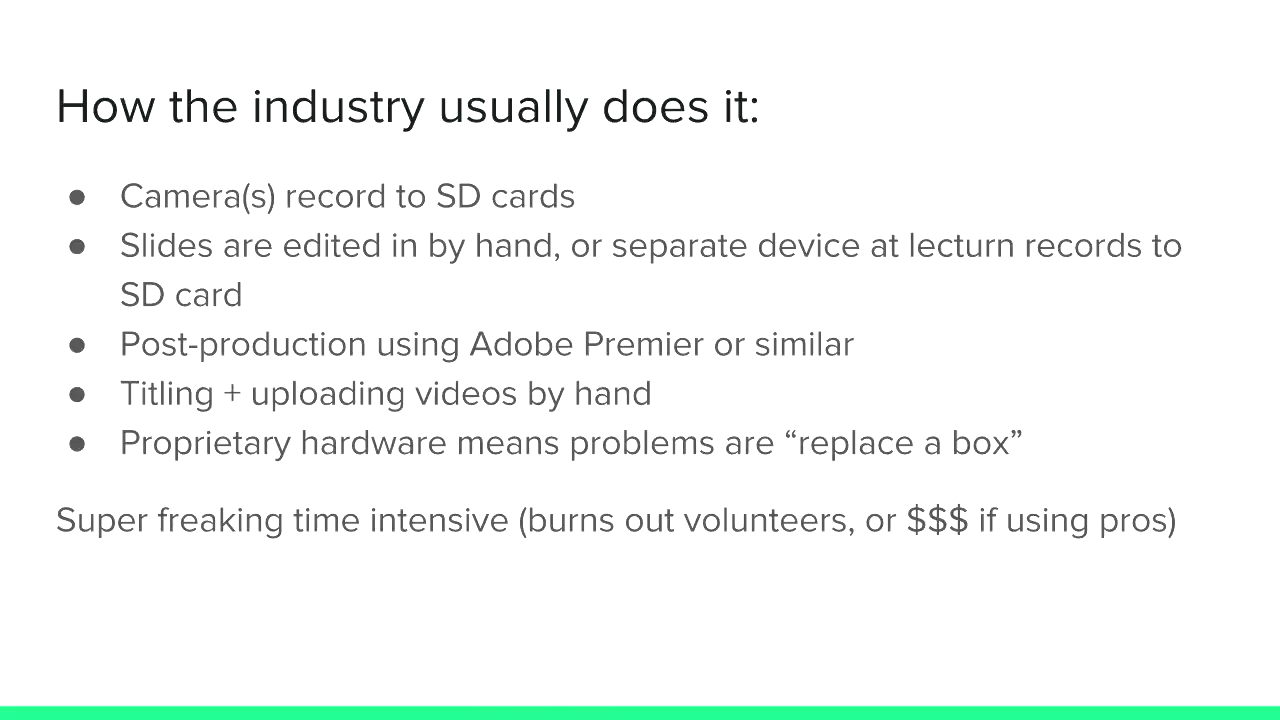 How the industry usually does it:
● Camera(s) record to SD cards
● Slides are edited in by hand, or separate device at lecturn records to
SD card
● Post-production using Adobe Premier or similar
● Titling + uploading videos by hand
● Proprietary hardware means problems are “replace a box”
Super freaking time intensive (burns out volunteers, or $$$ if using pros)